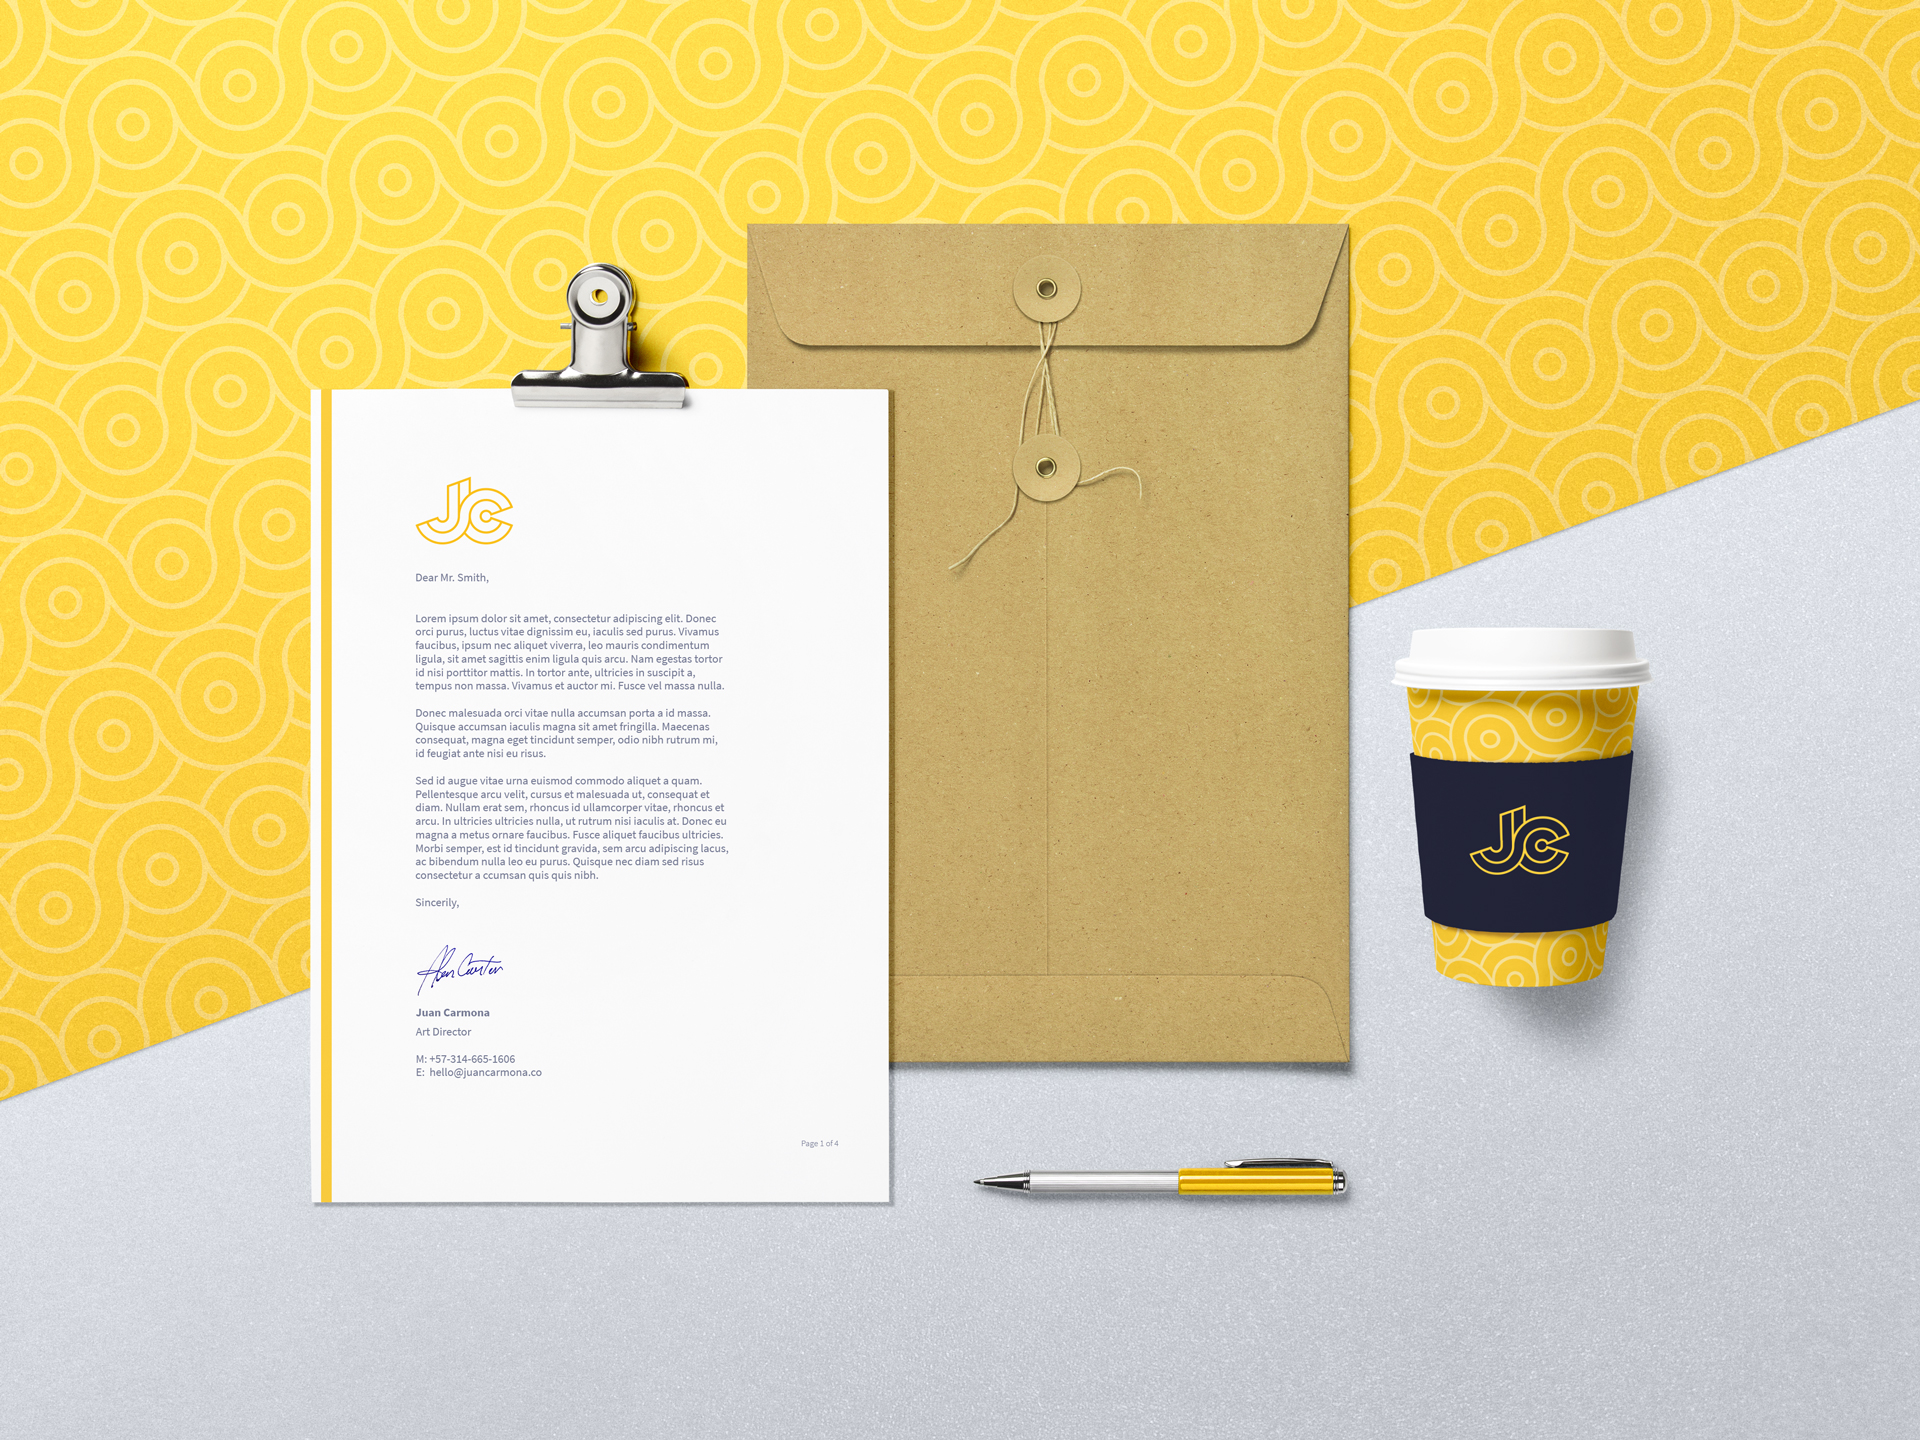 JC
Dear Mr. Smith,
Lorem ipsum dolor sit amet, consectetur adipiscing elit. Donec
orci purus, luctus vitae dignissim eu, iaculis sed purus. Vivamus
faucibus, ipsum nec aliquet viverra, leo mauris condimentum
ligula, sit amet sagittis enim ligula quis arcu. Nam egestas tortor
id nisi porttitor mattis. In tortor ante, ultricies in suscipit a,
tempus non massa. Vivamus et auctor mi. Fusce vel massa nulla.
Donec malesuada orci vitae nulla accumsan porta a id massa.
Quisque accumsan iaculis magna sit amet fringilla. Maecenas
consequat, magna eget tincidunt semper, odio nibh rutrum mi,
id feugiat ante nisi eu risus.
Sed id augue vitae urna euismod commodo aliquet a quam.
Pellentesque arcu velit, cursus et malesuada ut, consequat et
diam. Nullam erat sem, rhoncus id ullamcorper vitae, rhoncus et
arcu. In ultricies ultricies nulla, ut rutrum nisi iaculis at. Donec eu
magna a metus ornare faucibus. Fusce aliquet faucibus ultricies.
Morbi semper, est id tincidunt gravida, sem arcu adipiscing lacus,
ac bibendum nulla leo eu purus. Quisque nec diam sed risus
consectetur a ccumsan quis quis nibh.
Sincerily,
Juan Carmona
Art Director
M: +57-314-665-1606
E: hello@juancarmona.co
Page 1 of 4
JC